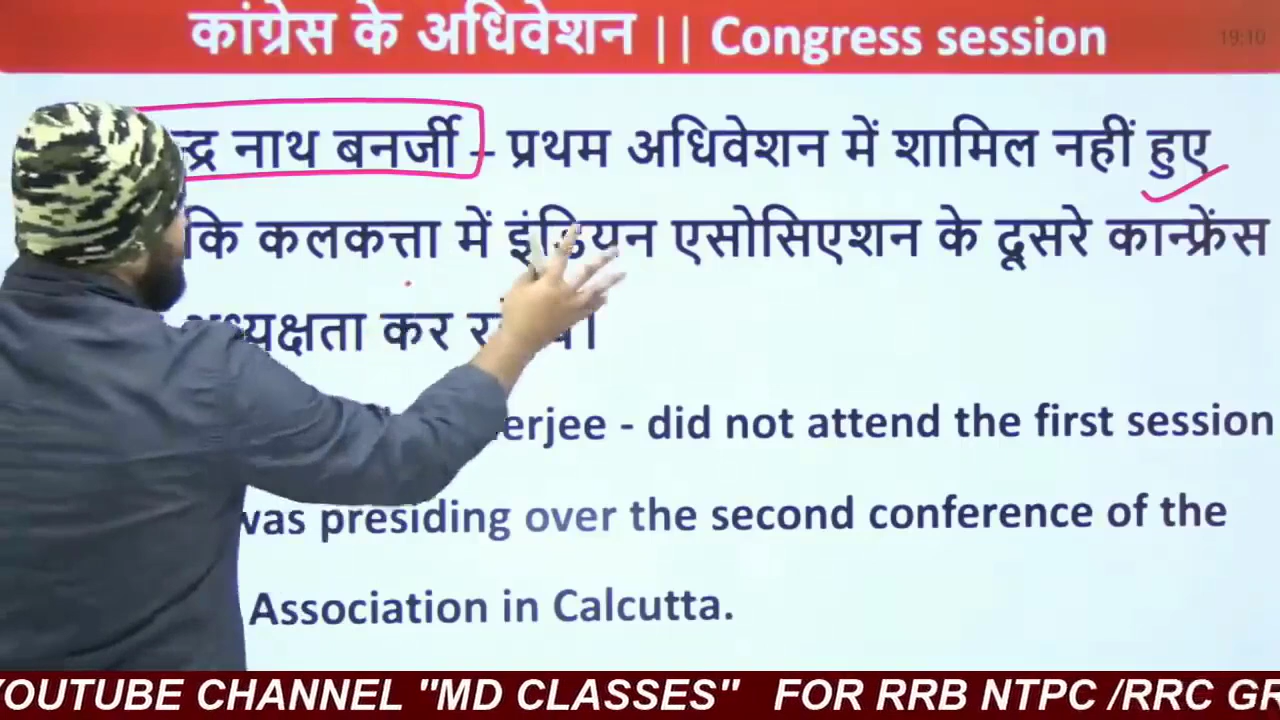 कांग्रेस के अधिवेशन || Congress session
19:10
नाथ बनर्जी – प्रथम अधिवेशन में शामिल नहीं हुए
कि कलकत्ता में इंडियन एसोसिएशन के दूसरे कान्फ्रेंस
अध्यक्षता कर
- did not attend the first session
was presiding over the second conference of the
Association in Calcutta.
YOUTUBE CHANNEL "MD CLASSES" FOR RRB NTPC /RRC